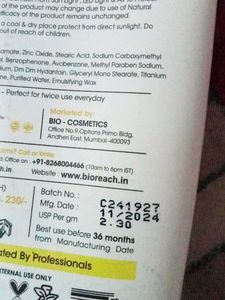 of the product may change due to use of Natural
efficacy of the product remains unchanged.
a cool & dry place protect from direct sunlight. Do
out of reach of children.
Zinc Oxide, Stearic Acid, Sodium Carboxymethyl
Benzophenone, Avobenzone, Methyl Paraben Sodium,
Dm Dm Hydantoin, Glyceryl Mono Stearate, Titanium
Purified Water, Emulsifying Wax
- Perfect for twice use everyday
Marketed by:
BIO - COSMETICS
Office No.9, Options Primo Bldg.
Andheri East, Mumbai 400093
Call or Write:
Office on : +91-8268004466 (10am to 6pm IST)
Website : www.bioreach.in
230/-
Batch No. : C241927
Mfg. Date : 11/2024
USP Per gm 2.30
Best use before 36 months
from Manufacturing Date
By Professionals
EXTERNAL USE ONLY